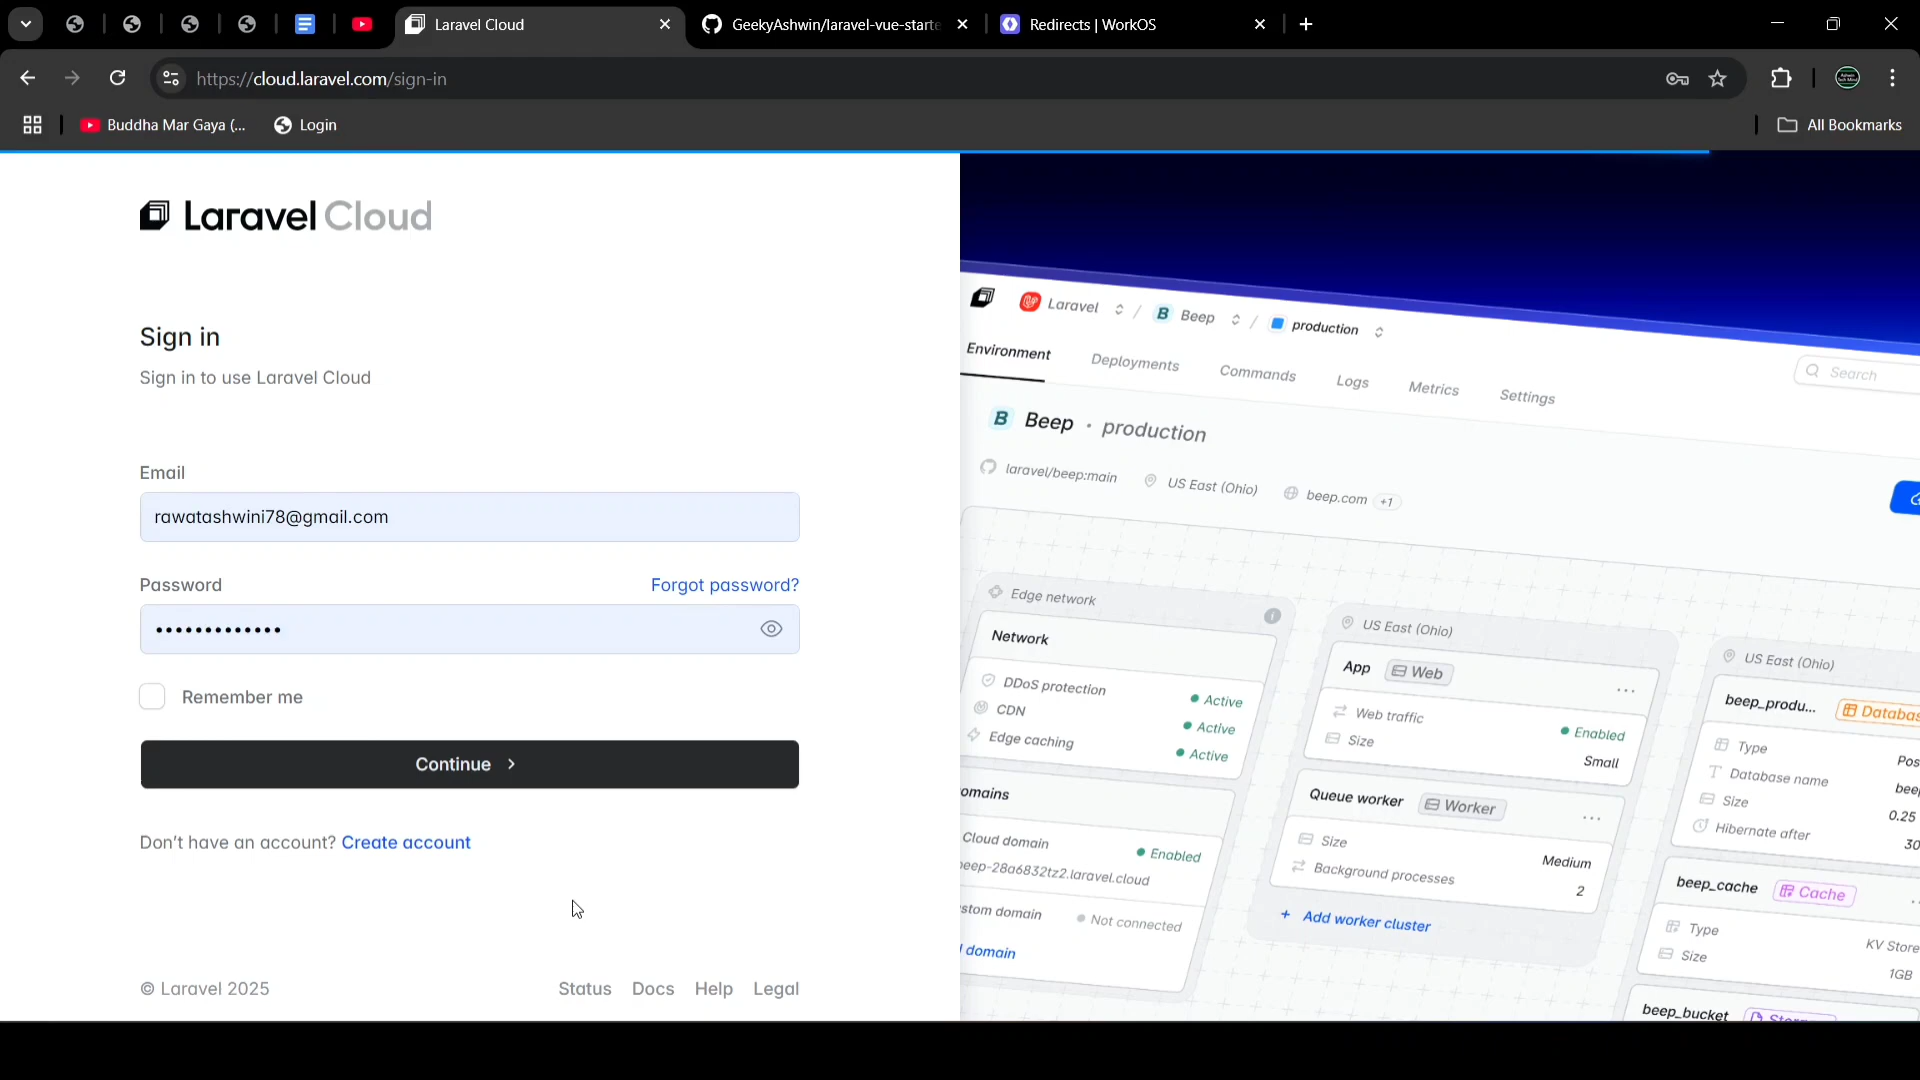 Laravel Cloud
GeekyAshwin/laravel-vue-starte
Redirects | WorkOS
https://cloud.laravel.com/sign-in
Buddha Mar Gaya (...
Login
All Bookmarks
Laravel Cloud
Sign in
Sign in to use Laravel Cloud
Email
rawatashwini78@gmail.com
Password
Forgot password?
Remember me
Continue
Don't have an account? Create account
© Laravel 2025
Status
Docs
Help
Legal
Laravel / B Beep / production
Environment
Deployments
Commands
Logs
Metrics
Settings
Search
B Beep · production
laravel/beep:main
US East (Ohio)
beep.com +1
Edge network
Network
DDoS protection Active
CDN Active
Edge caching Active
omains
Cloud domain Enabled
beep-28a6832tz2.laravel.cloud
stom domain Not connected
domain
US East (Ohio)
App Web
Web traffic Enabled
Size Small
Queue worker Worker
Size Medium
Background processes 2
+ Add worker cluster
US East (Ohio)
beep_produ... Databas
Type Pos
Database name beep
Size 0.25
Hibernate after 30
beep_cache Cache
Type KV Store
Size 1GB
beep_bucket